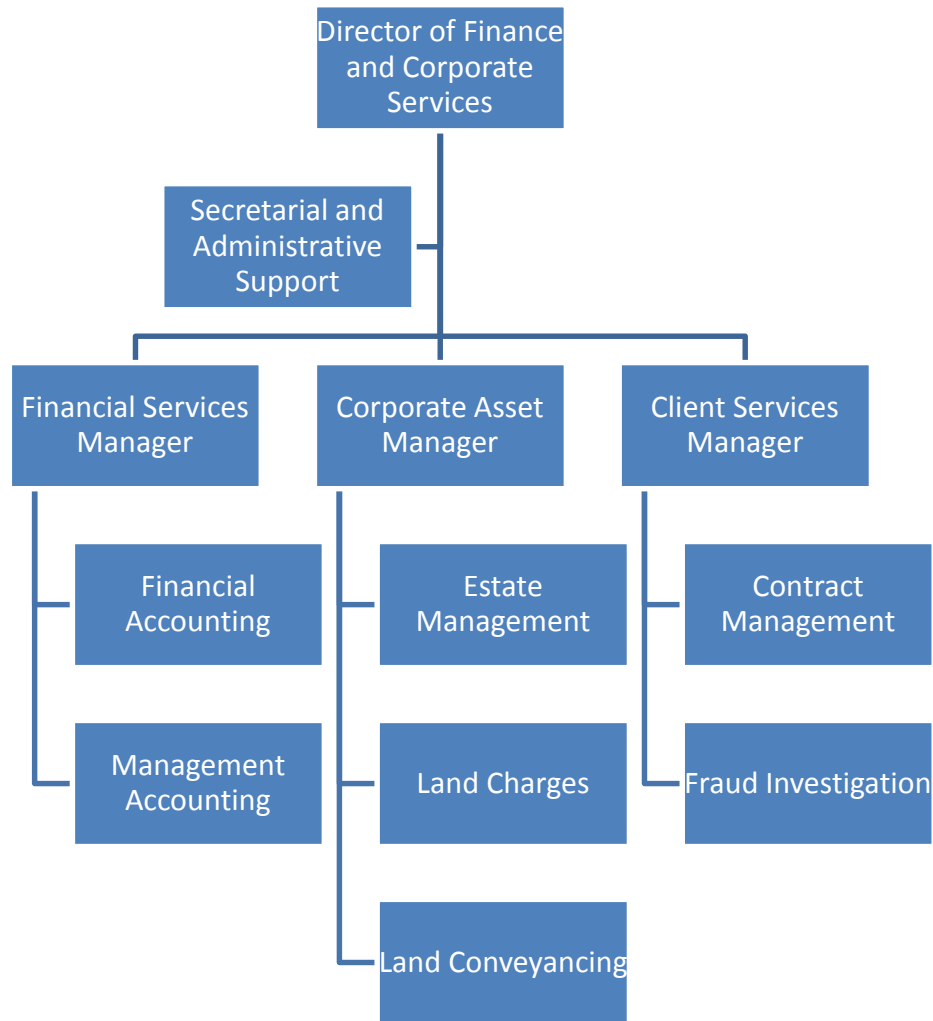 Director of Finance
and Corporate
Services
Secretarial and
Administrative
Support
Financial Services
Manager
Corporate Asset
Manager
Client Services
Manager
Financial
Accounting
Estate
Management
Contract
Management
Management
Accounting
Land Charges
Fraud Investigation
Land Conveyancing